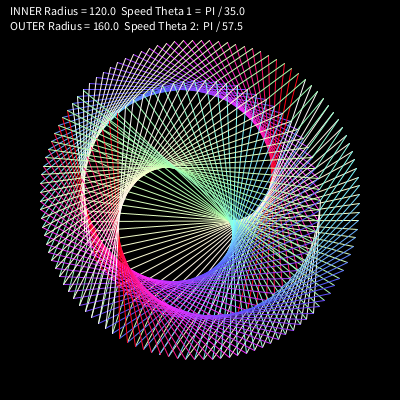 INNER Radius = 120.0  Speed Theta 1 =  PI / 35.0
OUTER Radius = 160.0  Speed Theta 2:  PI / 57.5